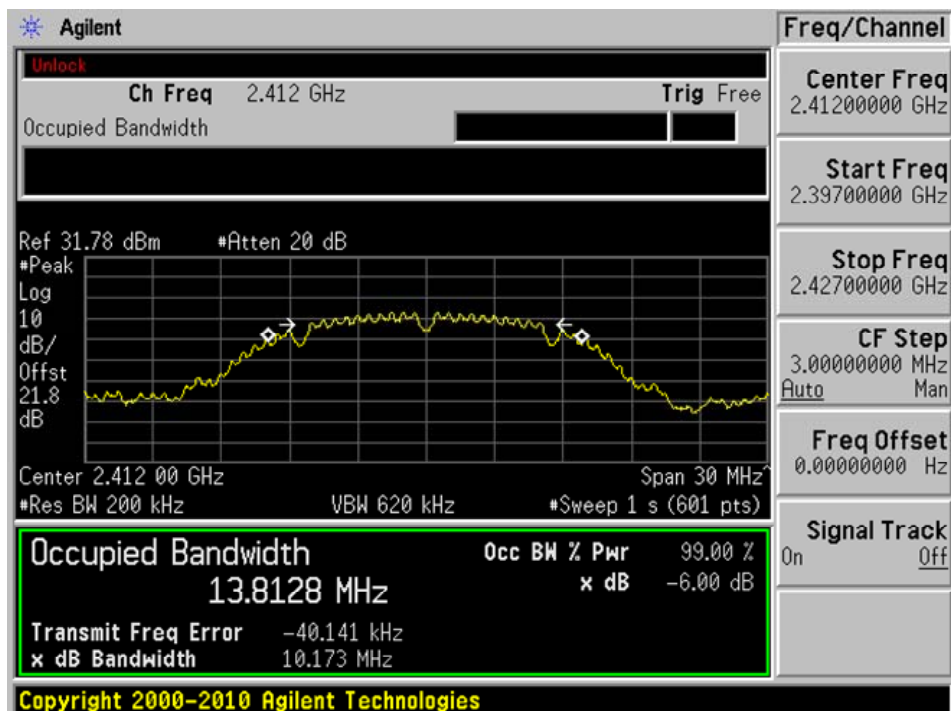 Agilent
Freq/Channel
Unlock
Ch Freq 2.412 GHz Trig Free
Occupied Bandwidth
Center Freq
2.41200000 GHz
Start Freq
2.39700000 GHz
Stop Freq
2.42700000 GHz
CF Step
3.00000000 MHz
Auto Man
Freq Offset
0.00000000 Hz
Signal Track
On Off
Ref 31.78 dBm #Atten 20 dB
#Peak
Log
10
dB/
Offst
21.8
dB
Center 2.412 00 GHz Span 30 MHz^
#Res BW 200 kHz VBW 620 kHz #Sweep 1 s (601 pts)
Occupied Bandwidth Occ BW % Pwr 99.00 %
13.8128 MHz x dB -6.00 dB
Transmit Freq Error -40.141 kHz
x dB Bandwidth 10.173 MHz
Copyright 2000-2010 Agilent Technologies